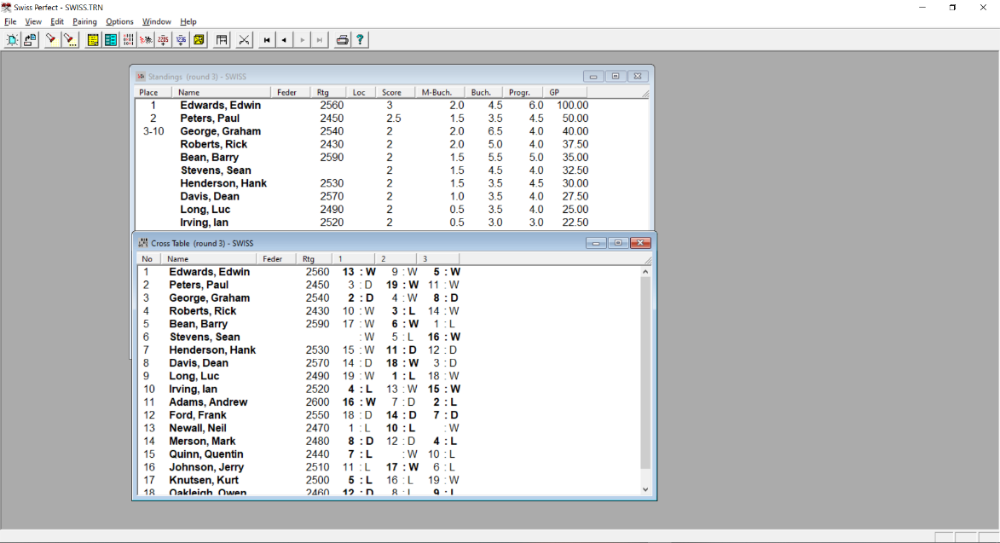 Swiss Perfect - SWISS.TRN
File View Edit Pairing Options Window Help
Standings (round 3) - SWISS
Place Name Feder Rtg Loc Score M-Buch. Buch. Progr. GP
1 Edwards, Edwin 2560 3 2.0 4.5 6.0 100.00
2 Peters, Paul 2450 2.5 1.5 3.5 4.5 50.00
3-10 George, Graham 2540 2 2.0 6.5 4.0 40.00
Roberts, Rick 2430 2 2.0 5.0 4.0 37.50
Bean, Barry 2590 2 1.5 5.5 5.0 35.00
Stevens, Sean 2 1.5 4.5 4.0 32.50
Henderson, Hank 2530 2 1.5 3.5 4.5 30.00
Davis, Dean 2570 2 1.0 3.5 4.0 27.50
Long, Luc 2490 2 0.5 3.5 4.0 25.00
Irving, Ian 2520 2 0.5 3.0 3.0 22.50
Cross Table (round 3) - SWISS
No Name Feder Rtg 1 2 3
1 Edwards, Edwin 2560 13 : W 9 : W 5 : W
2 Peters, Paul 2450 3 : D 19 : W 11 : W
3 George, Graham 2540 2 : D 4 : W 8 : D
4 Roberts, Rick 2430 10 : W 3 : L 14 : W
5 Bean, Barry 2590 17 : W 6 : W 1 : L
6 Stevens, Sean : W 5 : L 16 : W
7 Henderson, Hank 2530 15 : W 11 : D 12 : D
8 Davis, Dean 2570 14 : D 18 : W 3 : D
9 Long, Luc 2490 19 : W 1 : L 18 : W
10 Irving, Ian 2520 4 : L 13 : W 15 : W
11 Adams, Andrew 2600 16 : W 7 : D 2 : L
12 Ford, Frank 2550 18 : D 14 : D 7 : D
13 Newall, Neil 2470 1 : L 10 : L : W
14 Merson, Mark 2480 8 : D 12 : D 4 : L
15 Quinn, Quentin 2440 7 : L : W 10 : L
16 Johnson, Jerry 2510 11 : L 17 : W 6 : L
17 Knutsen, Kurt 2500 5 : L 16 : L 19 : W
18 Oakleigh, Owen 2460 12 : D 8 : L 9 : L